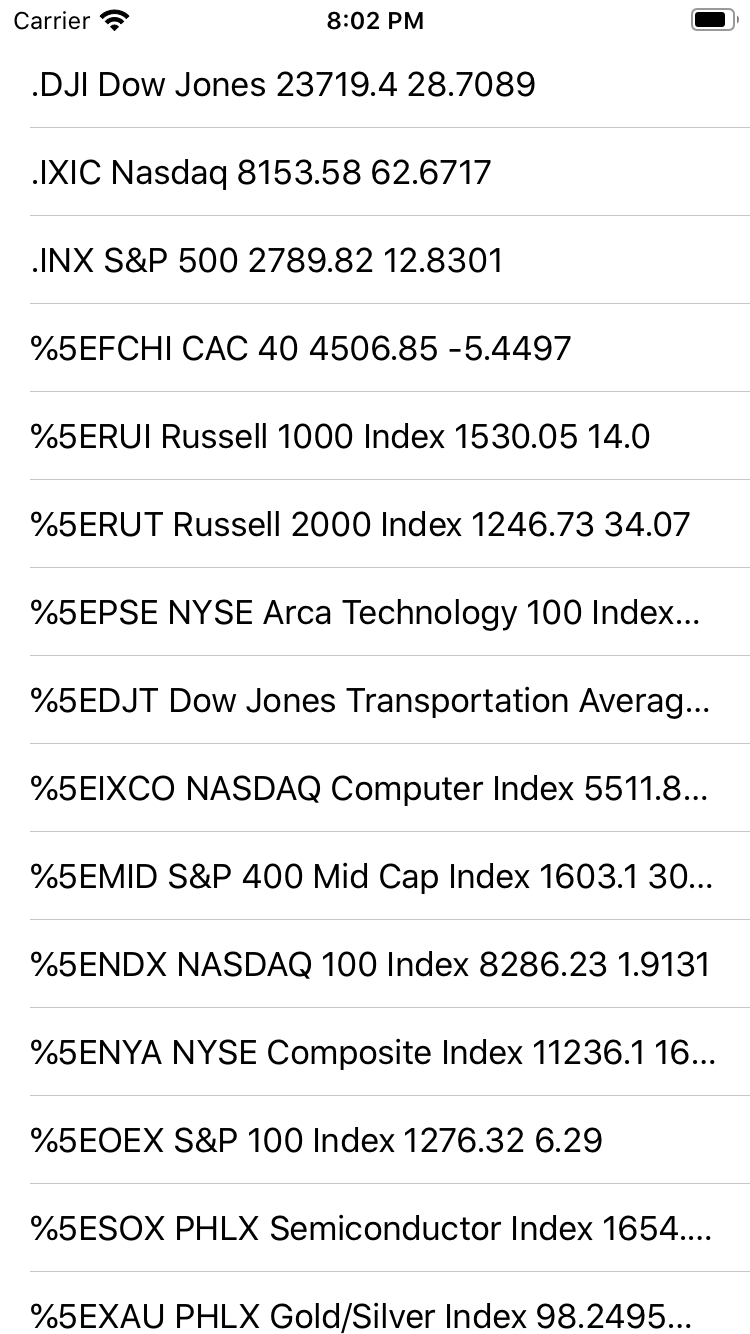 Carrier 8:02 PM
.DJI Dow Jones 23719.4 28.7089
.IXIC Nasdaq 8153.58 62.6717
.INX S&P 500 2789.82 12.8301
%5EFCHI CAC 40 4506.85 -5.4497
%5ERUI Russell 1000 Index 1530.05 14.0
%5ERUT Russell 2000 Index 1246.73 34.07
%5EPSE NYSE Arca Technology 100 Index...
%5EDJT Dow Jones Transportation Averag...
%5EIXCO NASDAQ Computer Index 5511.8...
%5EMID S&P 400 Mid Cap Index 1603.1 30...
%5ENDX NASDAQ 100 Index 8286.23 1.9131
%5ENYA NYSE Composite Index 11236.1 16...
%5EOEX S&P 100 Index 1276.32 6.29
%5ESOX PHLX Semiconductor Index 1654....
%5EXAU PHLX Gold/Silver Index 98.2495...